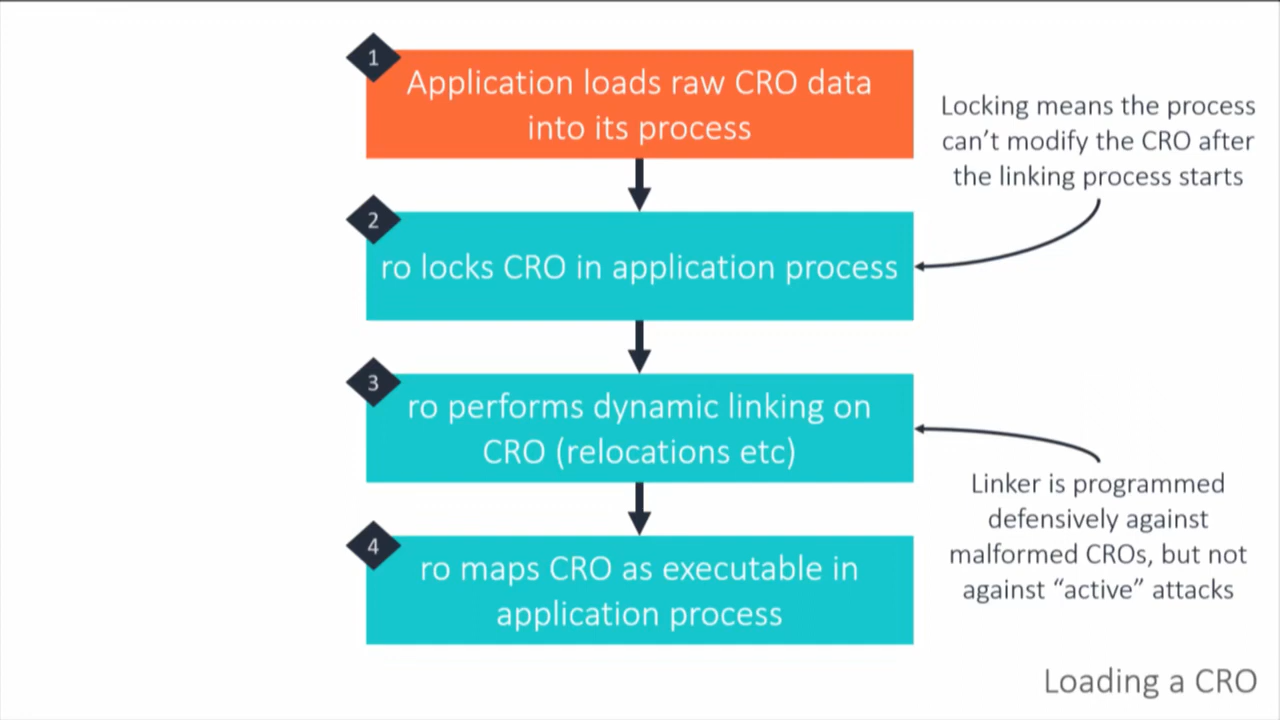 1
Application loads raw CRO data
into its process
Locking means the process
can’t modify the CRO after
the linking process starts
2
ro locks CRO in application process
3
ro performs dynamic linking on
CRO (relocations etc)
Linker is programmed
defensively against
malformed CROs, but not
against “active” attacks
4
ro maps CRO as executable in
application process
Loading a CRO